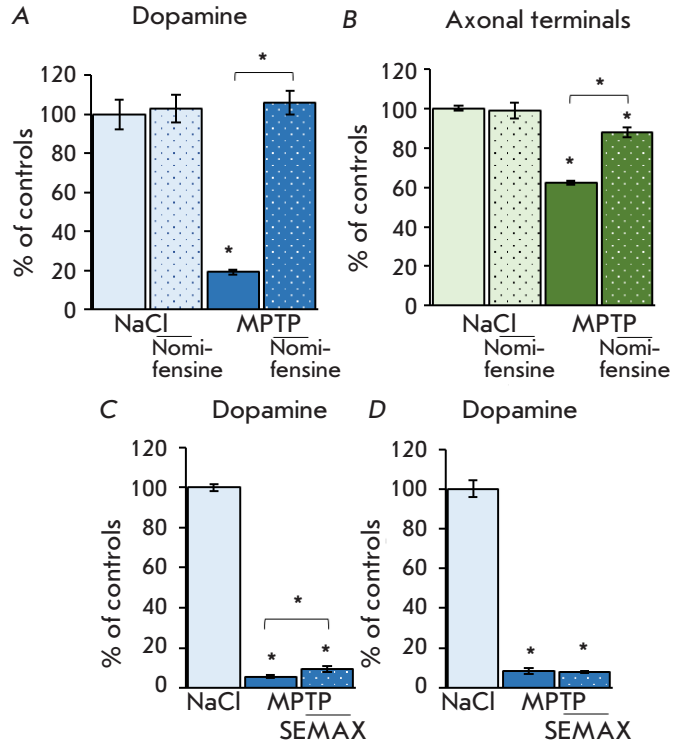 A Dopamine
% of controls
120
100
80
60
40
20
0
*
*
NaCl MPTP
Nomi-
fensine
Nomi-
fensine
B Axonal terminals
% of controls
120
100
80
60
40
20
0
*
*
*
NaCl MPTP
Nomi-
fensine
Nomi-
fensine
C Dopamine
% of controls
120
100
80
60
40
20
0
*
*
*
NaCl MPTP
SEMAX
D Dopamine
% of controls
120
100
80
60
40
20
0
*
*
NaCl MPTP
SEMAX